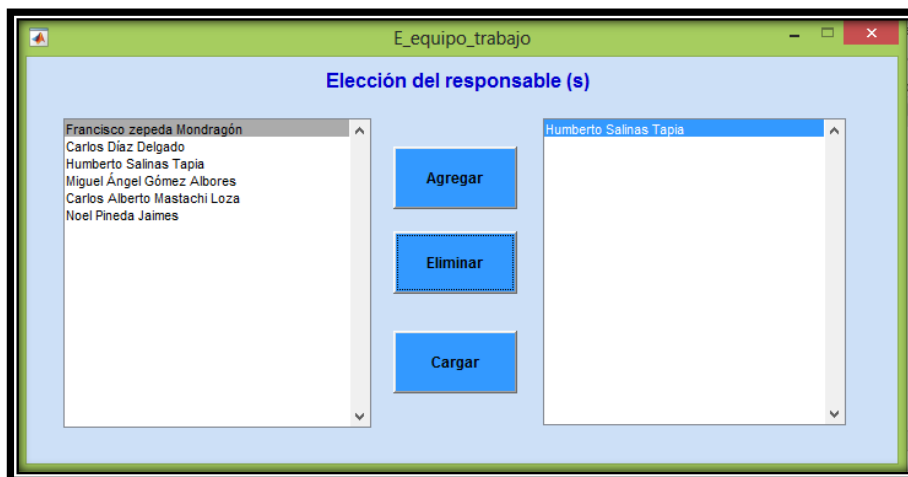 E_equipo_trabajo
Elección del responsable (s)
Francisco zepeda Mondragón
Carlos Díaz Delgado
Humberto Salinas Tapia
Miguel Ángel Gómez Albores
Carlos Alberto Mastachi Loza
Noel Pineda Jaimes
Agregar
Eliminar
Cargar
Humberto Salinas Tapia